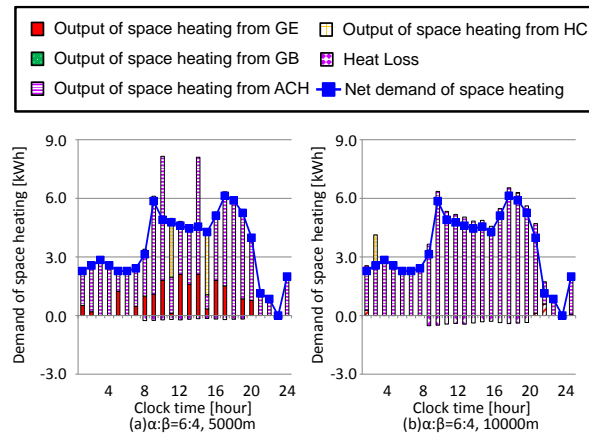 Output of space heating from GE
Output of space heating from HC
Output of space heating from GB
Heat Loss
Output of space heating from ACH
Net demand of space heating
Demand of space heating [kWh]
9.0
6.0
3.0
0.0
-3.0
0 4 8 12 16 20 24
Clock time [hour]
(a)α:β=6:4, 5000m
Demand of space heating [kWh]
9.0
6.0
3.0
0.0
-3.0
0 4 8 12 16 20 24
Clock time [hour]
(b)α:β=6:4, 10000m